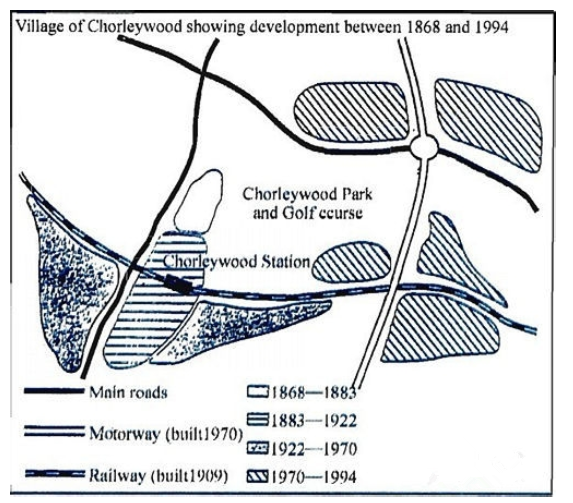 Village of Chorleywood showing development between 1868 and 1994
Chorleywood Park
and Golf ccurse
Chorleywood Station
Main roads
Motorway (built1970)
Railway (built1909)
1868—1883
1883—1922
1922—1970
1970—1994